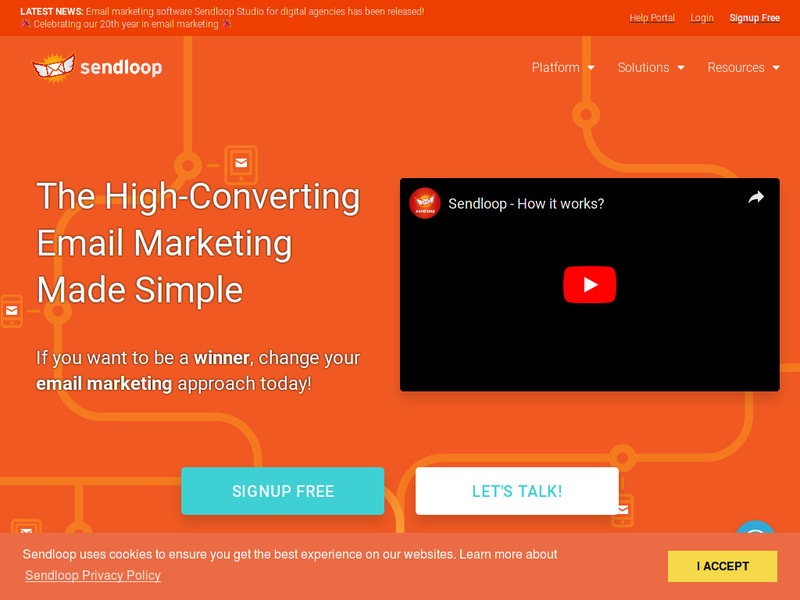 LATEST NEWS: Email marketing software Sendloop Studio for digital agencies has been released!
Celebrating our 20th year in email marketing
Help Portal
Login
Signup Free
sendloop
Platform
Solutions
Resources
The High-Converting
Email Marketing
Made Simple
If you want to be a winner, change your
email marketing approach today!
Sendloop - How it works?
SIGNUP FREE
LET'S TALK!
Sendloop uses cookies to ensure you get the best experience on our websites. Learn more about
Sendloop Privacy Policy
I ACCEPT